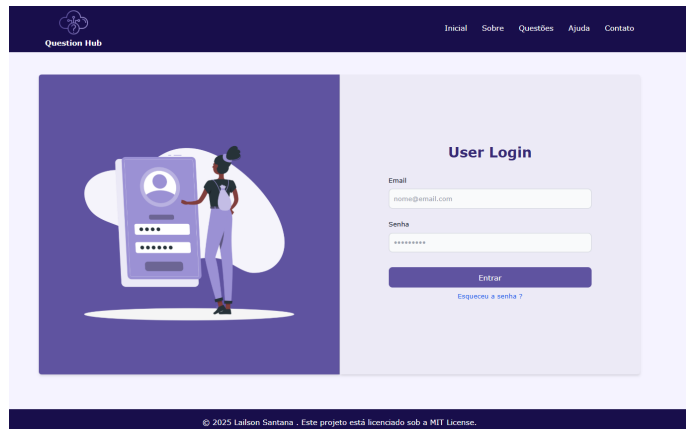 Question Hub
Inicial Sobre Questões Ajuda Contato
User Login
Email
nome@email.com
Senha
•••••••••
Entrar
Esqueceu a senha ?
© 2025 Lailson Santana . Este projeto está licenciado sob a MIT License.